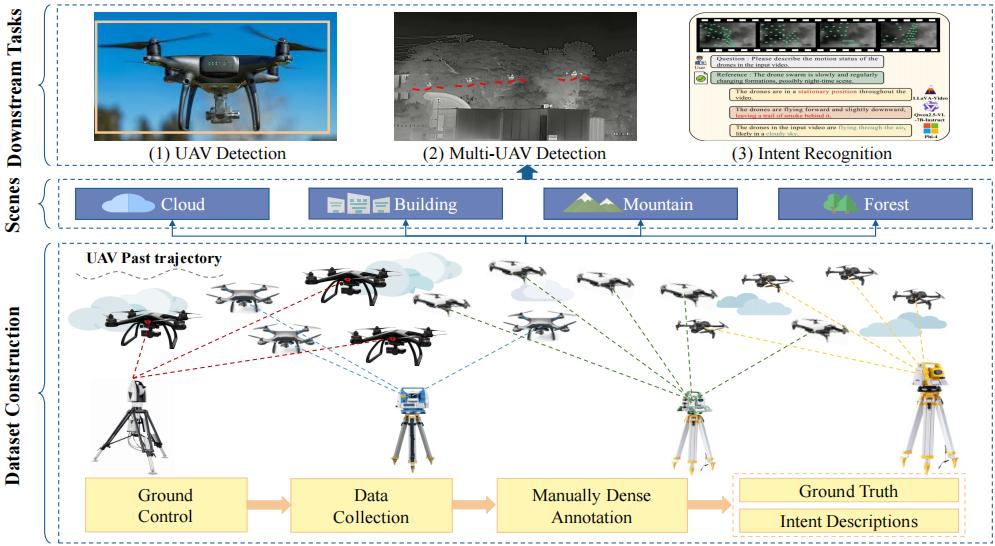 Downstream Tasks
Question : Please describe the motion status of the
drones in the input video.
User
Reference : The drone swarm is slowly and regularly
changing formations, possibly night-time scene.
The drones are in a stationary position throughout the
video.
LLaVA-Video
The drones are flying forward and slightly downward,
leaving a trail of smoke behind it.
Qwen2.5-VL
-7B-Instruct
The drones in the input video are flying through the air,
likely in a cloudy sky.
Phi-4
(1) UAV Detection
(2) Multi-UAV Detection
(3) Intent Recognition
Scenes
Cloud
Building
Mountain
Forest
Dataset Construction
UAV Past trajectory
Ground
Control
Data
Collection
Manually Dense
Annotation
Ground Truth
Intent Descriptions